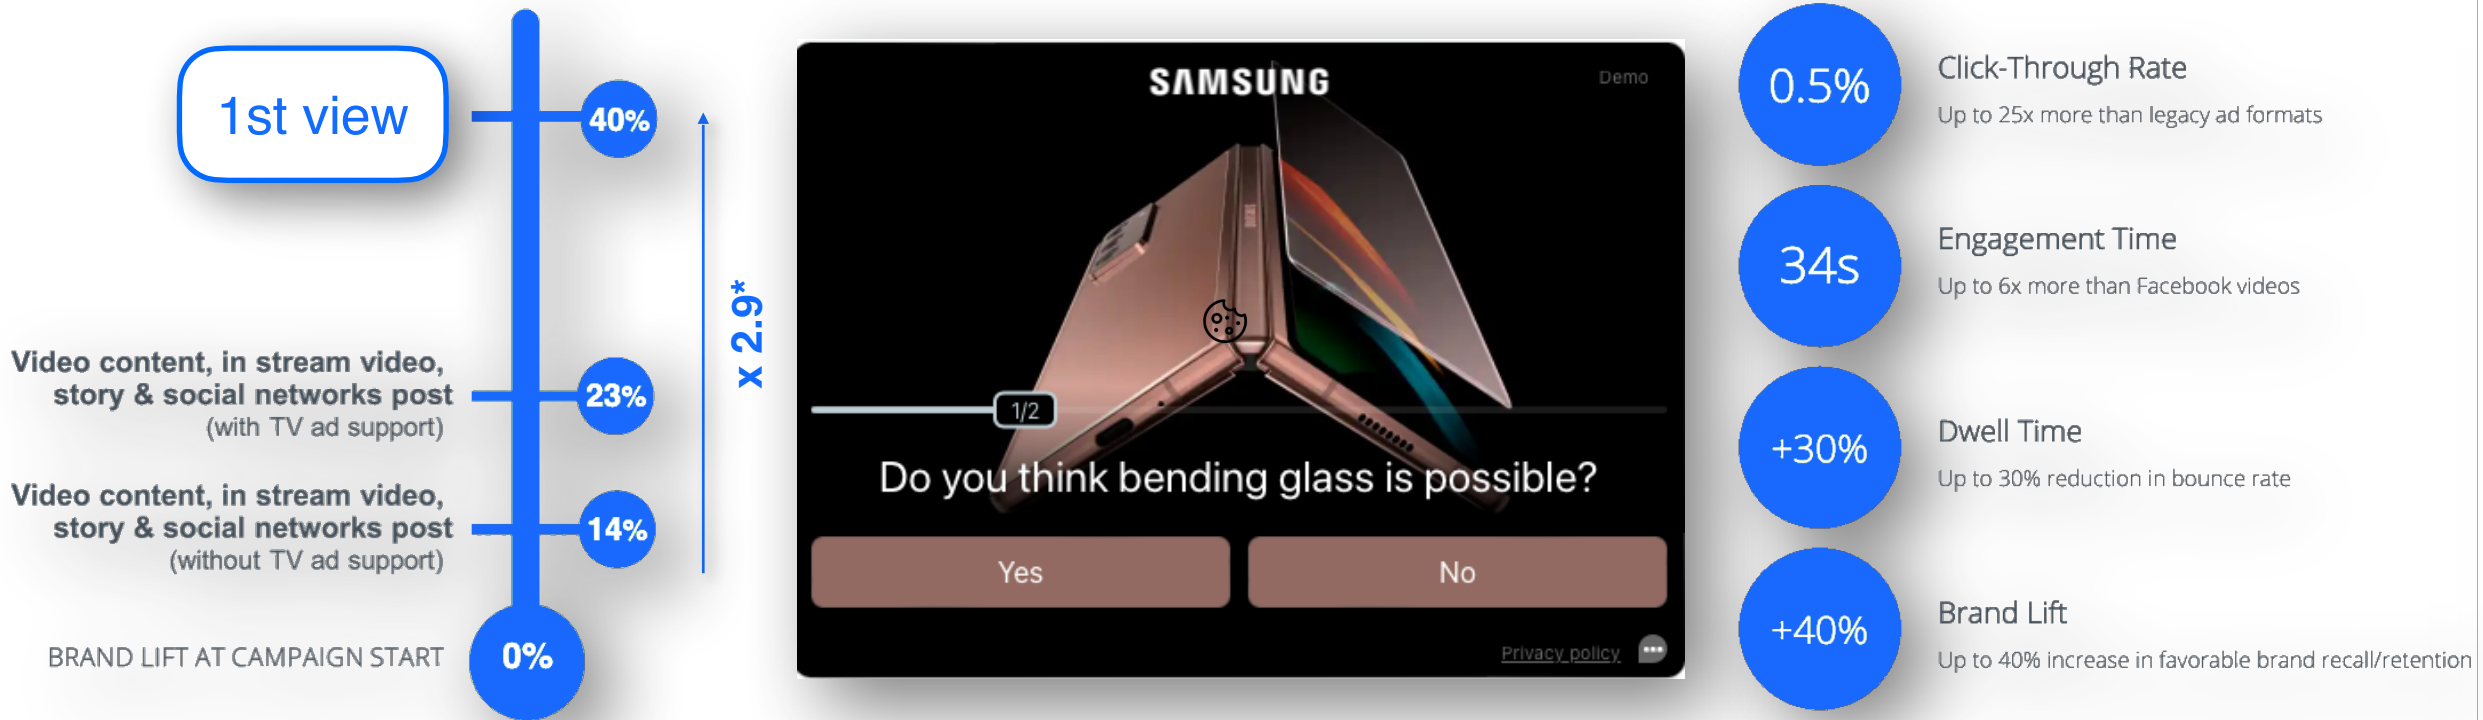 1st view
40%
x 2.9*
Video content, in stream video,
story & social networks post
(with TV ad support)
23%
Video content, in stream video,
story & social networks post
(without TV ad support)
14%
BRAND LIFT AT CAMPAIGN START
0%
SAMSUNG
Demo
1/2
Do you think bending glass is possible?
Yes
No
Privacy policy
0.5%
Click-Through Rate
Up to 25x more than legacy ad formats
34s
Engagement Time
Up to 6x more than Facebook videos
+30%
Dwell Time
Up to 30% reduction in bounce rate
+40%
Brand Lift
Up to 40% increase in favorable brand recall/retention